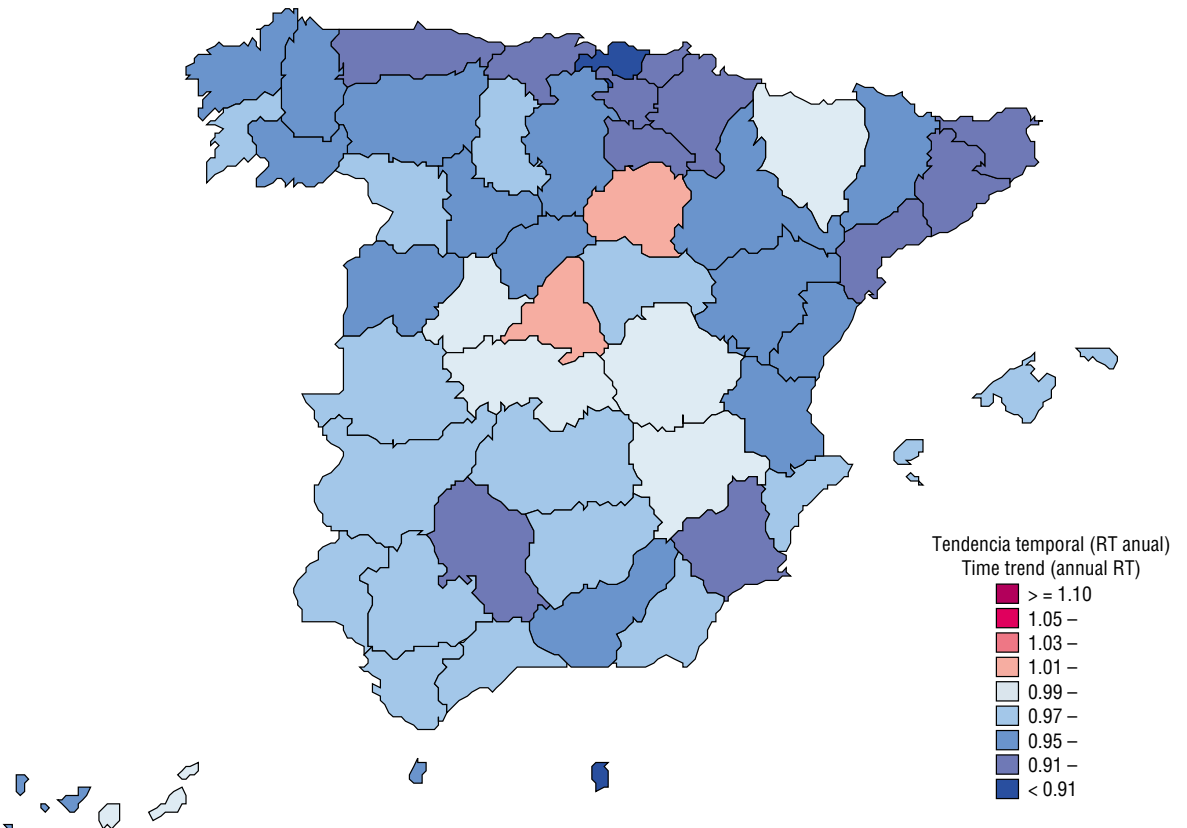 Tendencia temporal (RT anual)
Time trend (annual RT)
> = 1.10
1.05 –
1.03 –
1.01 –
0.99 –
0.97 –
0.95 –
0.91 –
< 0.91